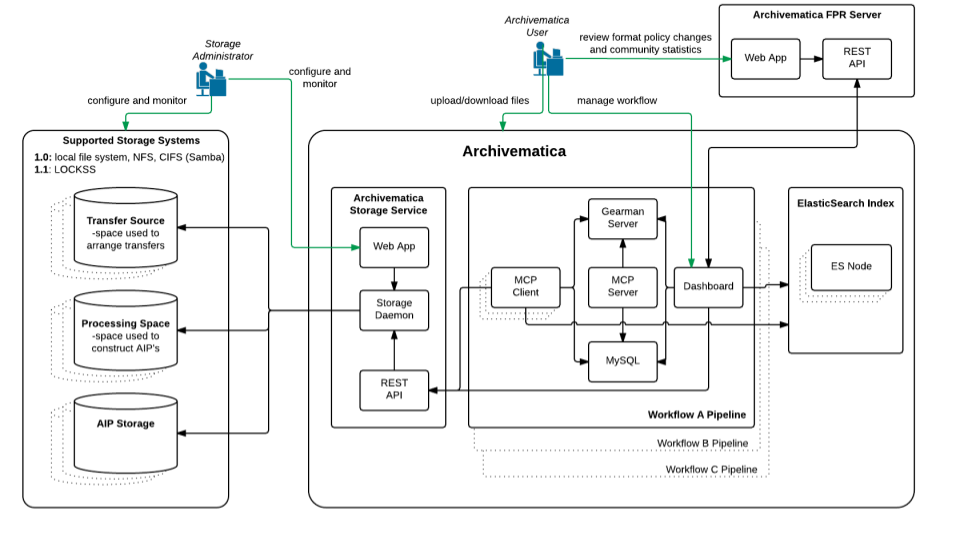 Archivematica FPR Server
Web App
REST
API
Archivematica
User
review format policy changes
and community statistics
Storage
Administrator
configure and
monitor
configure and monitor
upload/download files
manage workflow
Supported Storage Systems
1.0: local file system, NFS, CIFS (Samba)
1.1: LOCKSS
Transfer Source
-space used to
arrange transfers
Processing Space
-space used to
construct AIP's
AIP Storage
Archivematica
Archivematica
Storage Service
Web App
Storage
Daemon
REST
API
Gearman
Server
MCP
Client
MCP
Server
Dashboard
MySQL
Workflow A Pipeline
Workflow B Pipeline
Workflow C Pipeline
ElasticSearch Index
ES Node